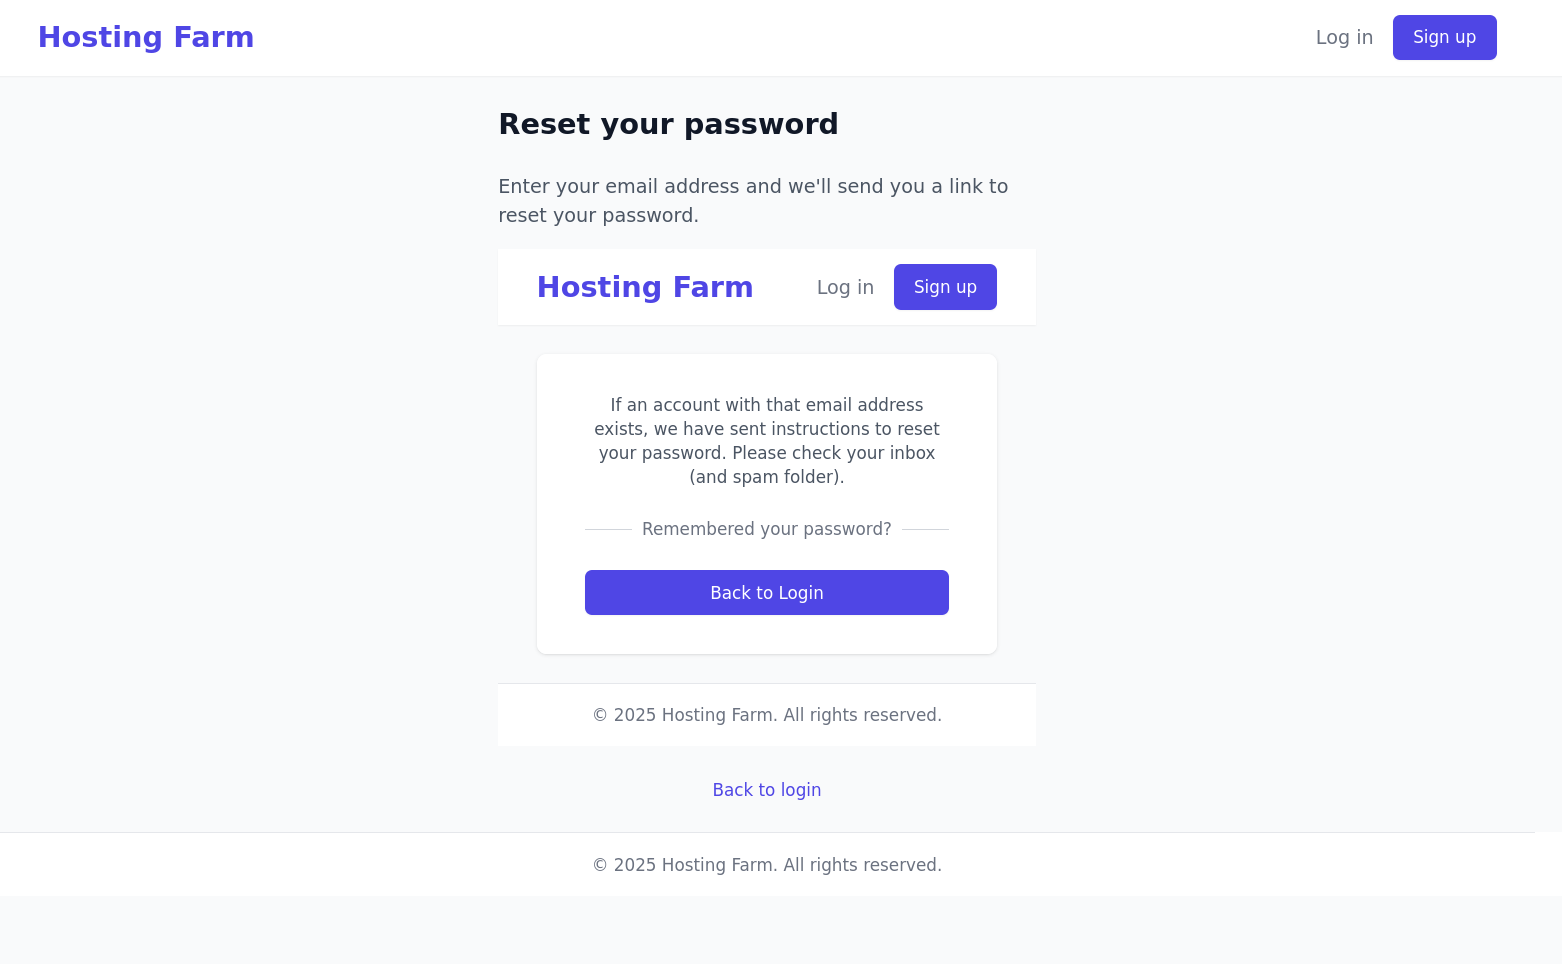 Hosting Farm
Log in
Sign up
Reset your password
Enter your email address and we'll send you a link to
reset your password.
Hosting Farm
Log in
Sign up
If an account with that email address
exists, we have sent instructions to reset
your password. Please check your inbox
(and spam folder).
Remembered your password?
Back to Login
© 2025 Hosting Farm. All rights reserved.
Back to login
© 2025 Hosting Farm. All rights reserved.